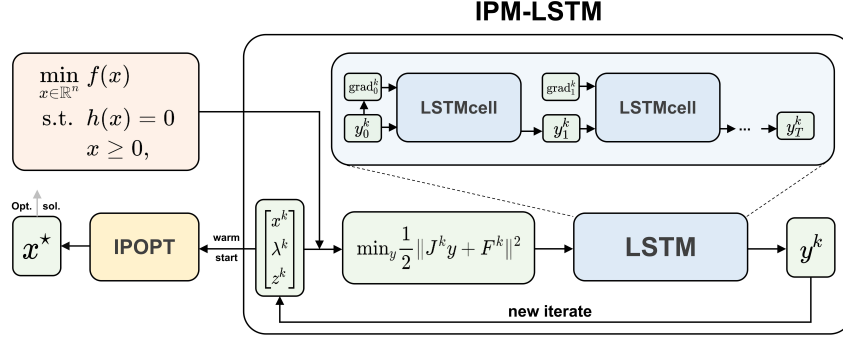 IPM-LSTM
min f(x)
x∈ℝⁿ
s.t. h(x) = 0
x ≥ 0,
grad₀ᵏ
LSTMcell
grad₁ᵏ
LSTMcell
y₀ᵏ
y₁ᵏ
...
y_Tᵏ
Opt. sol.
x⋆
IPOPT
warm
start
xᵏ
λᵏ
zᵏ
min_y 1/2 ‖Jᵏy + Fᵏ‖²
LSTM
yᵏ
new iterate